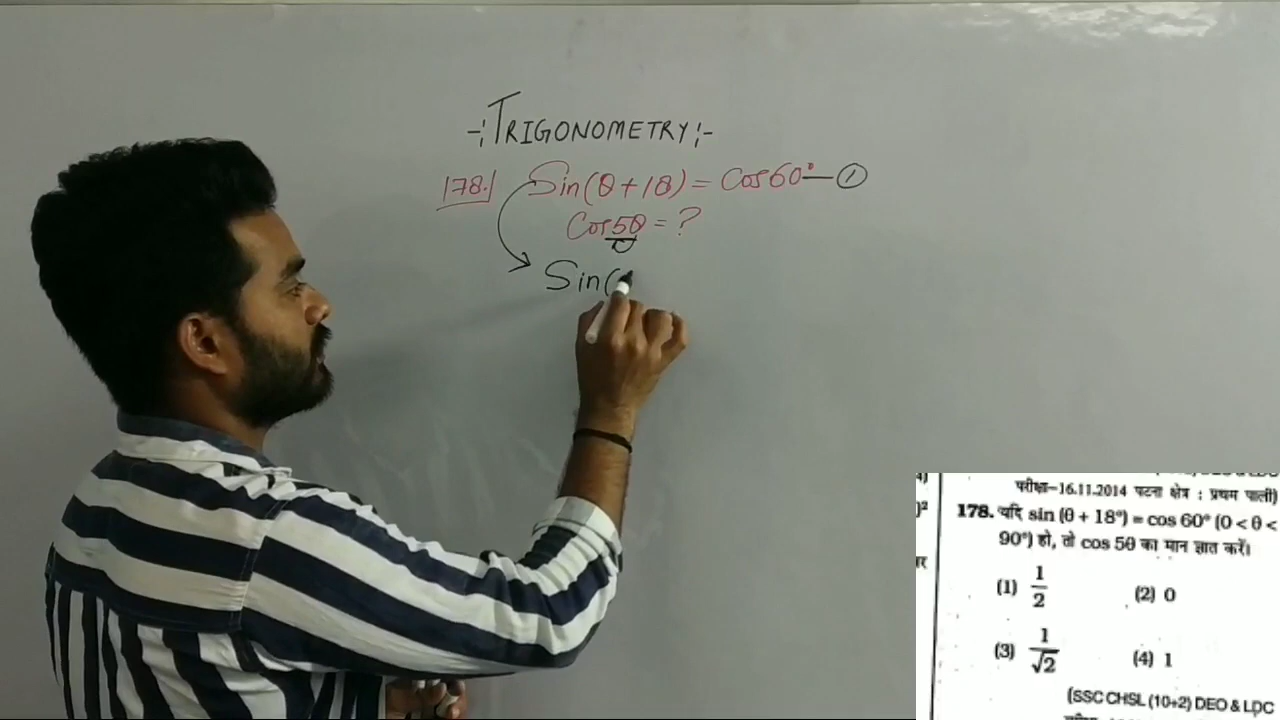 -:TRIGONOMETRY:-
178. Sin(θ+18) = Cos60° — ①
Cos5θ = ?
Sin(
परीक्षा–16.11.2014 पटना क्षेत्र : प्रथम पाली)
178. यदि sin (θ + 18°) = cos 60° (0 < θ <
90°) हो, तो cos 5θ का मान ज्ञात करें।
(1) 1/2 (2) 0
(3) 1/√2 (4) 1
(SSC CHSL (10+2) DEO & LDC